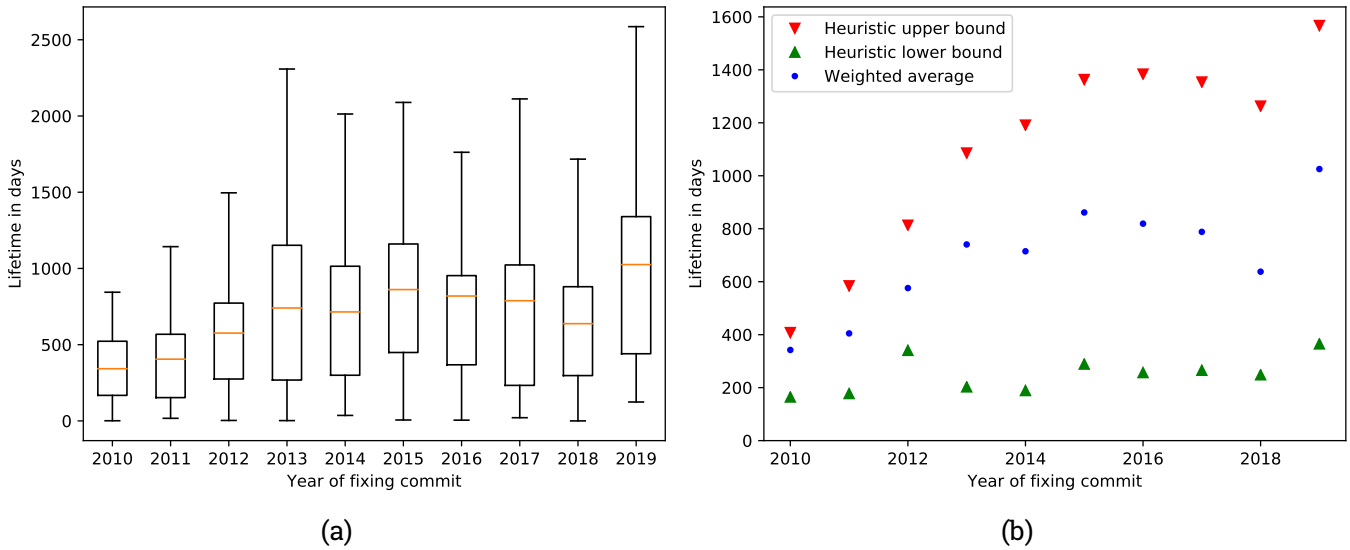 2500
2000
1500
1000
500
0
Lifetime in days
2010 2011 2012 2013 2014 2015 2016 2017 2018 2019
Year of fixing commit
(a)
1600
1400
1200
1000
800
600
400
200
0
Lifetime in days
Heuristic upper bound
Heuristic lower bound
Weighted average
2010 2012 2014 2016 2018
Year of fixing commit
(b)